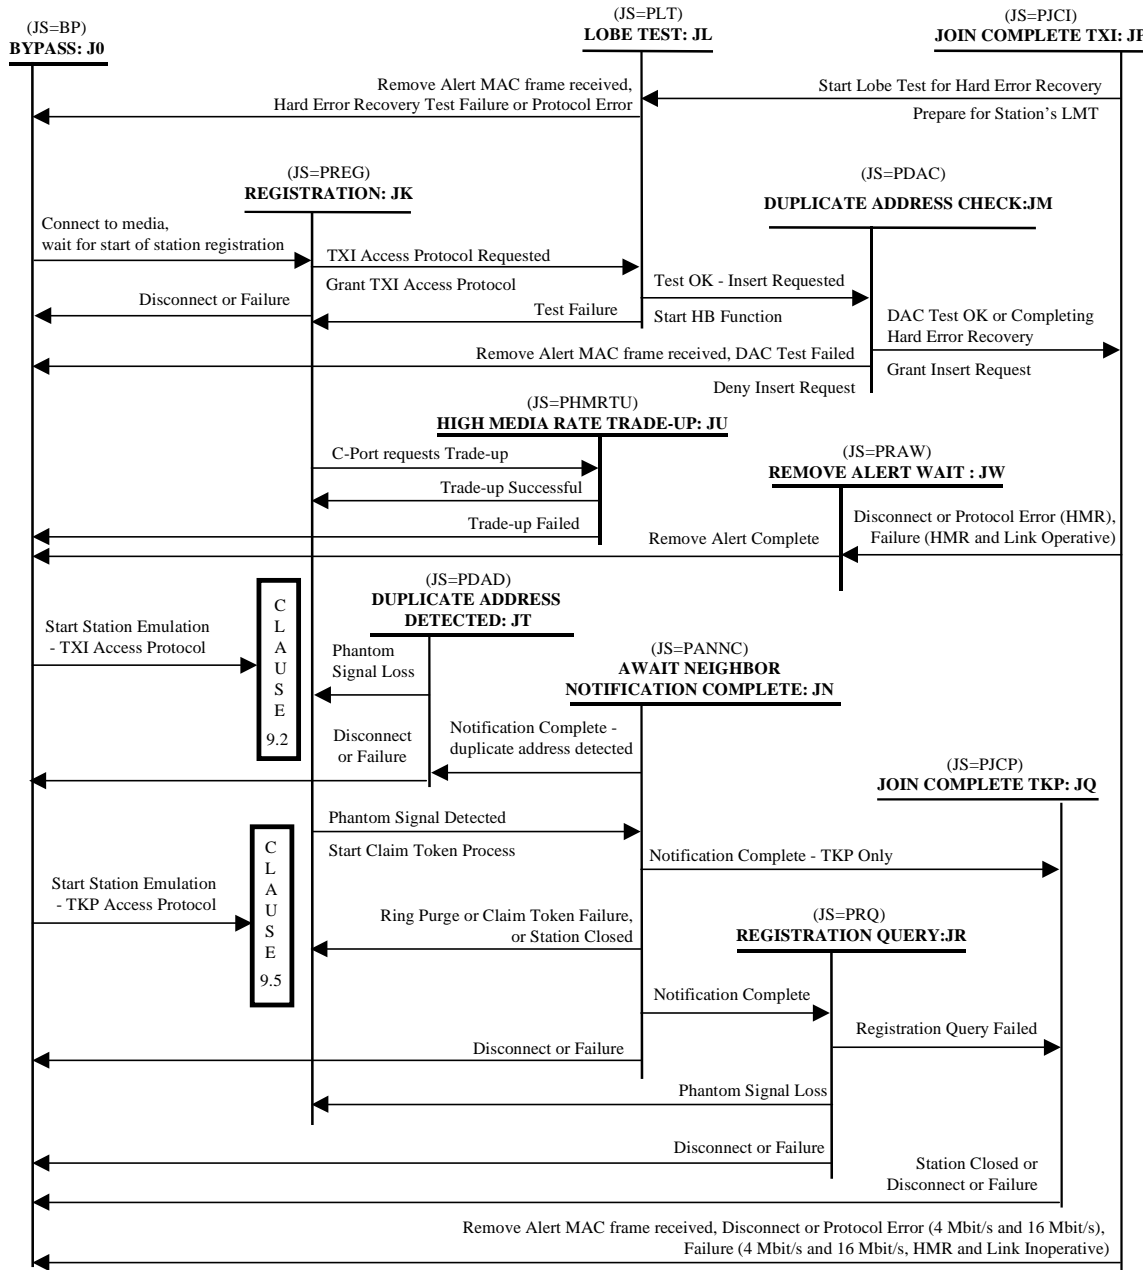 (JS=BP)
BYPASS: J0
(JS=PLT)
LOBE TEST: JL
(JS=PJCI)
JOIN COMPLETE TXI: JP
Remove Alert MAC frame received,
Hard Error Recovery Test Failure or Protocol Error
Start Lobe Test for Hard Error Recovery
Prepare for Station's LMT
(JS=PREG)
REGISTRATION: JK
(JS=PDAC)
DUPLICATE ADDRESS CHECK:JM
Connect to media,
wait for start of station registration
TXI Access Protocol Requested
Grant TXI Access Protocol
Test OK - Insert Requested
Start HB Function
Disconnect or Failure
Test Failure
DAC Test OK or Completing
Hard Error Recovery
Grant Insert Request
Remove Alert MAC frame received, DAC Test Failed
Deny Insert Request
(JS=PHMRTU)
HIGH MEDIA RATE TRADE-UP: JU
C-Port requests Trade-up
Trade-up Successful
Trade-up Failed
(JS=PRAW)
REMOVE ALERT WAIT : JW
Disconnect or Protocol Error (HMR),
Failure (HMR and Link Operative)
Remove Alert Complete
(JS=PDAD)
DUPLICATE ADDRESS
DETECTED: JT
Start Station Emulation
- TXI Access Protocol
C
L
A
U
S
E
9.2
Phantom
Signal Loss
(JS=PANNC)
AWAIT NEIGHBOR
NOTIFICATION COMPLETE: JN
Disconnect
or Failure
Notification Complete -
duplicate address detected
(JS=PJCP)
JOIN COMPLETE TKP: JQ
Phantom Signal Detected
Start Claim Token Process
Notification Complete - TKP Only
Start Station Emulation
- TKP Access Protocol
C
L
A
U
S
E
9.5
Ring Purge or Claim Token Failure,
or Station Closed
(JS=PRQ)
REGISTRATION QUERY:JR
Notification Complete
Registration Query Failed
Disconnect or Failure
Phantom Signal Loss
Disconnect or Failure
Station Closed or
Disconnect or Failure
Remove Alert MAC frame received, Disconnect or Protocol Error (4 Mbit/s and 16 Mbit/s),
Failure (4 Mbit/s and 16 Mbit/s, HMR and Link Inoperative)